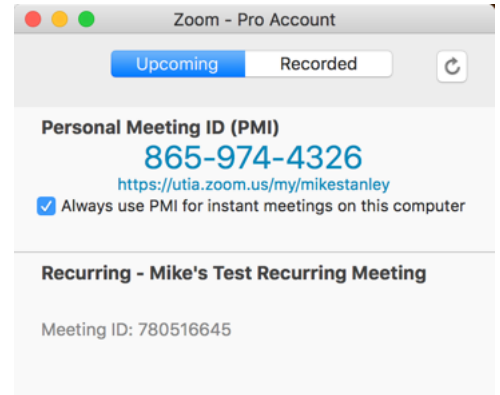 Zoom - Pro Account
Upcoming Recorded
Personal Meeting ID (PMI)
865-974-4326
https://utia.zoom.us/my/mikestanley
Always use PMI for instant meetings on this computer
Recurring - Mike's Test Recurring Meeting
Meeting ID: 780516645